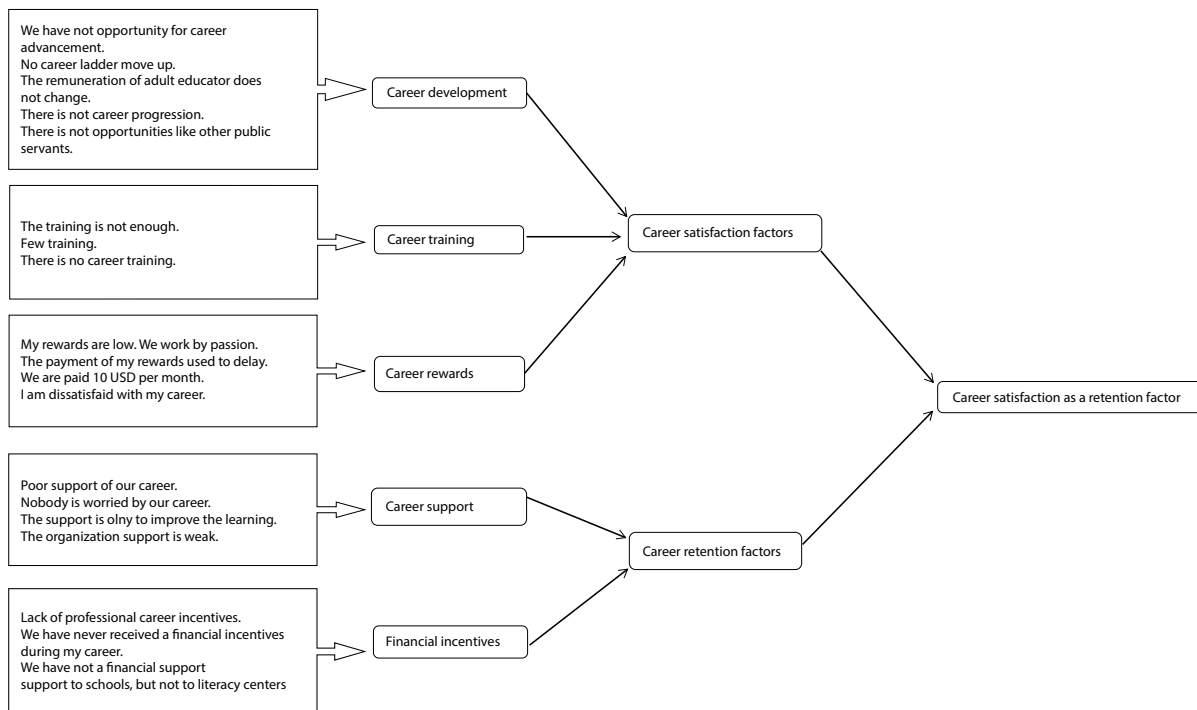 We have not opportunity for career
advancement.
No career ladder move up.
The remuneration of adult educator does
not change.
There is not career progression.
There is not opportunities like other public
servants.
Career development
The training is not enough.
Few training.
There is no career training.
Career training
Career satisfaction factors
My rewards are low. We work by passion.
The payment of my rewards used to delay.
We are paid 10 USD per month.
I am dissatisfaid with my career.
Career rewards
Career satisfaction as a retention factor
Poor support of our career.
Nobody is worried by our career.
The support is olny to improve the learning.
The organization support is weak.
Career support
Career retention factors
Lack of professional career incentives.
We have never received a financial incentives
during my career.
We have not a financial support
support to schools, but not to literacy centers
Financial incentives